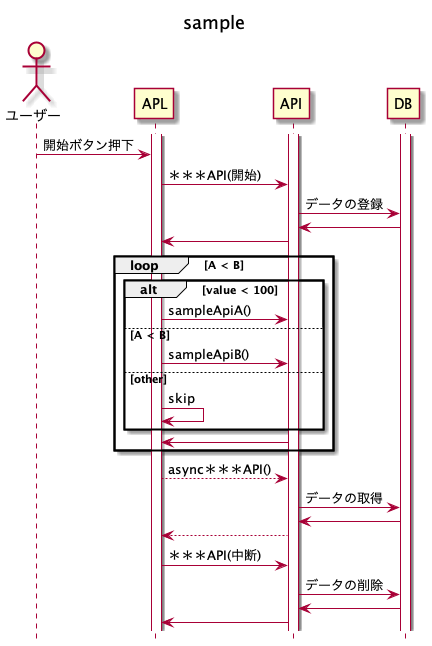 sample
ユーザー
APL
API
DB
開始ボタン押下
＊＊＊API(開始)
データの登録
loop [A < B]
alt [value < 100]
sampleApiA()
[A < B]
sampleApiB()
[other]
skip
async＊＊＊API()
データの取得
＊＊＊API(中断)
データの削除